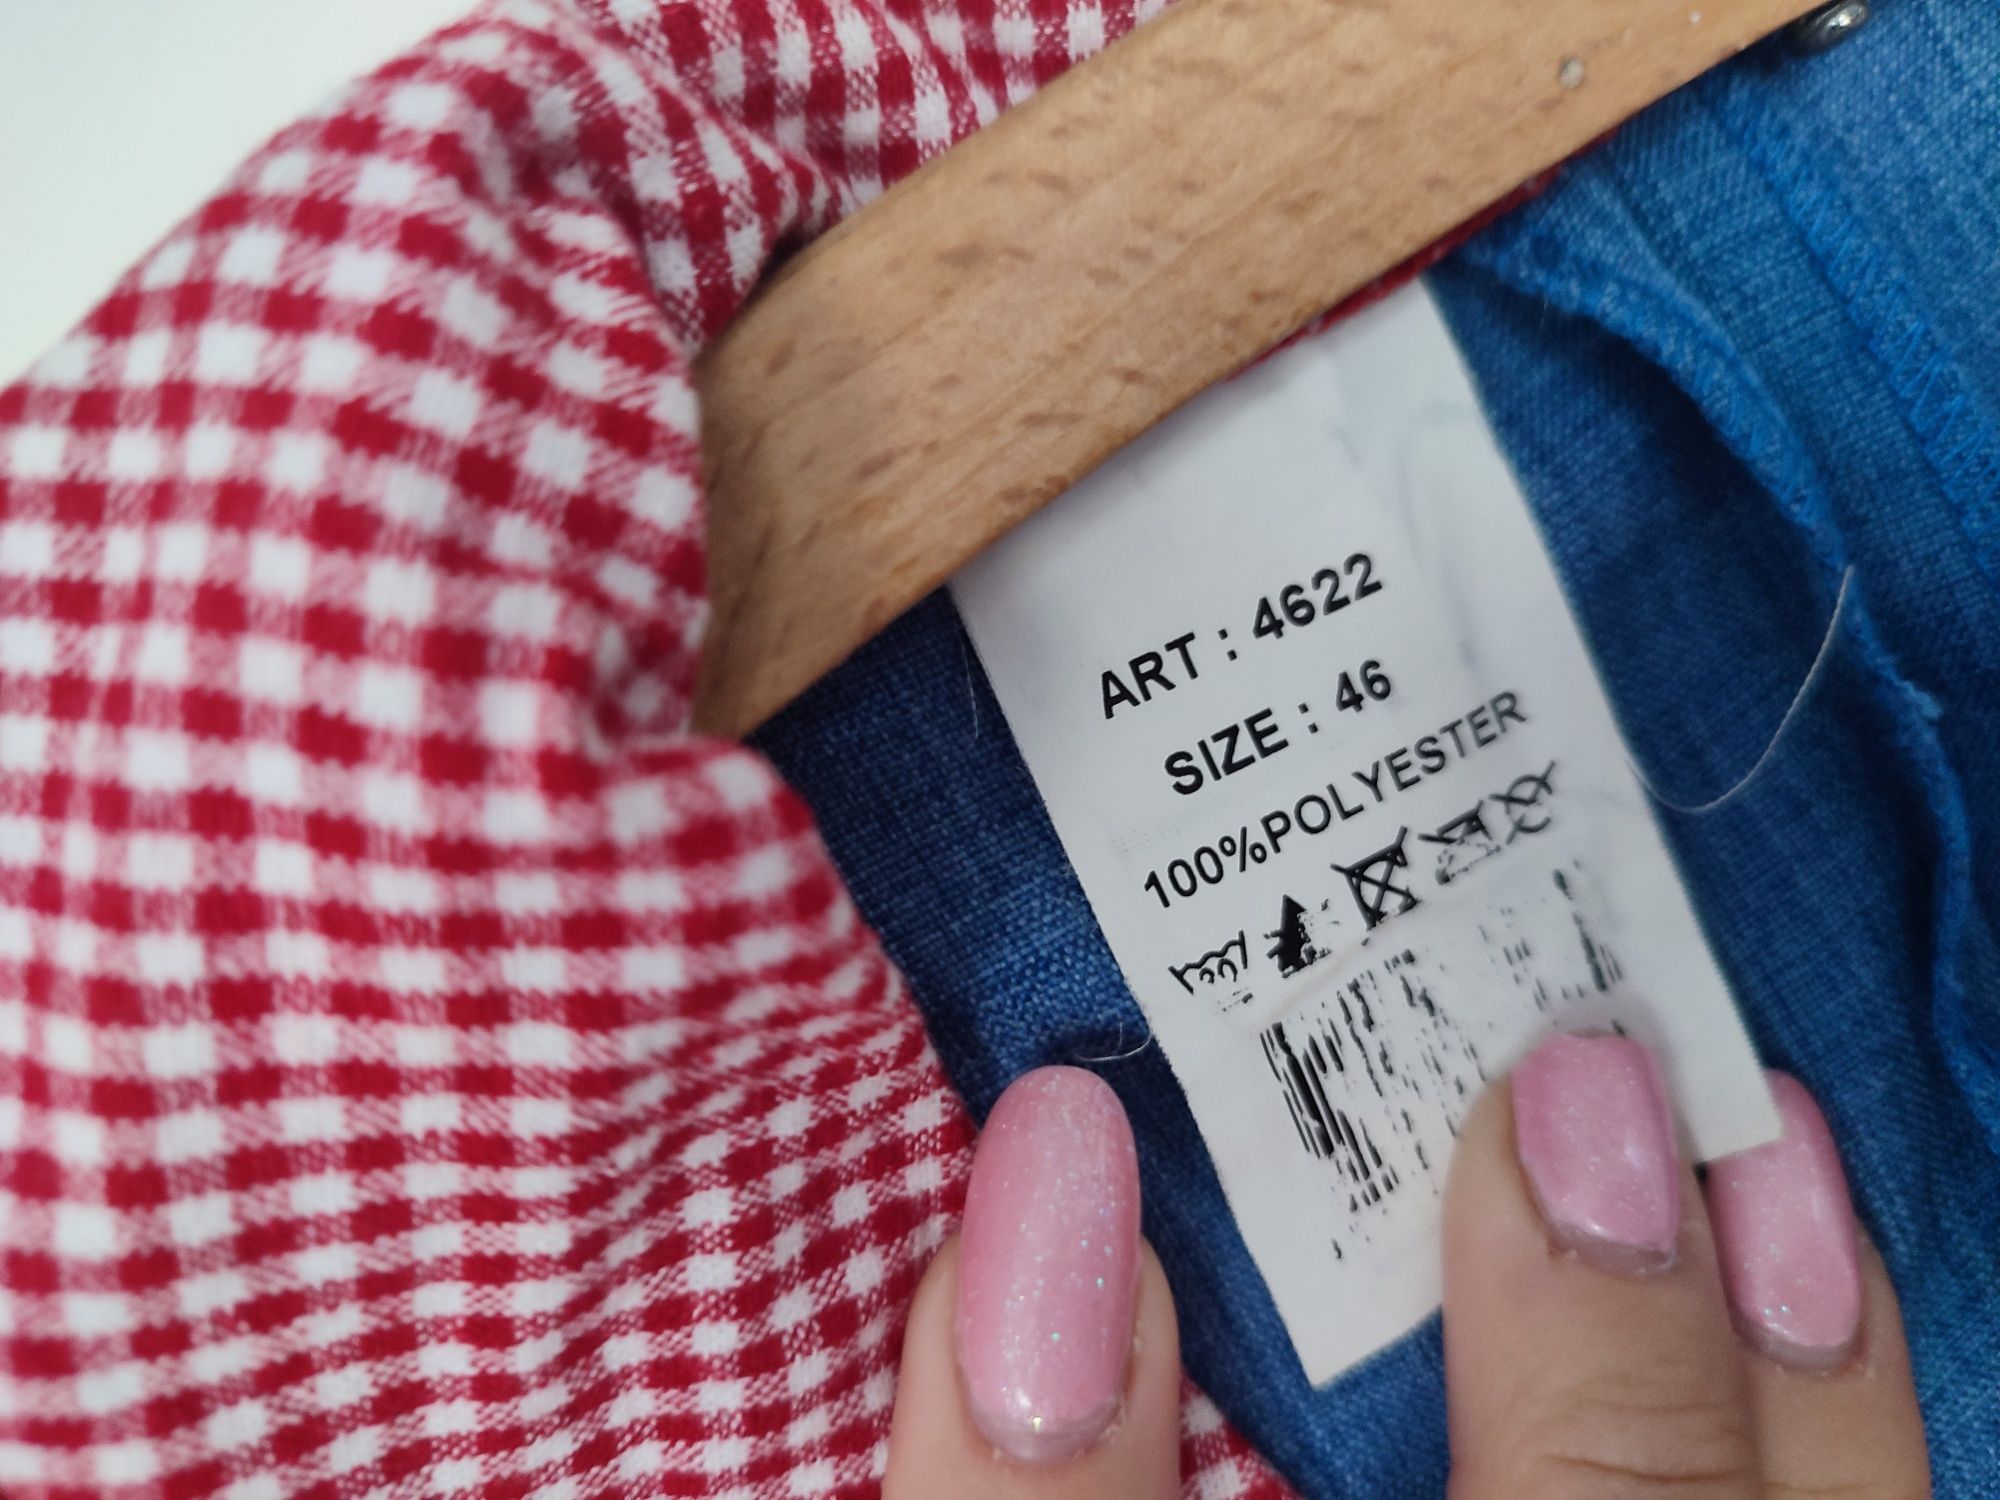 ART : 4622
SIZE : 46
100%POLYESTER